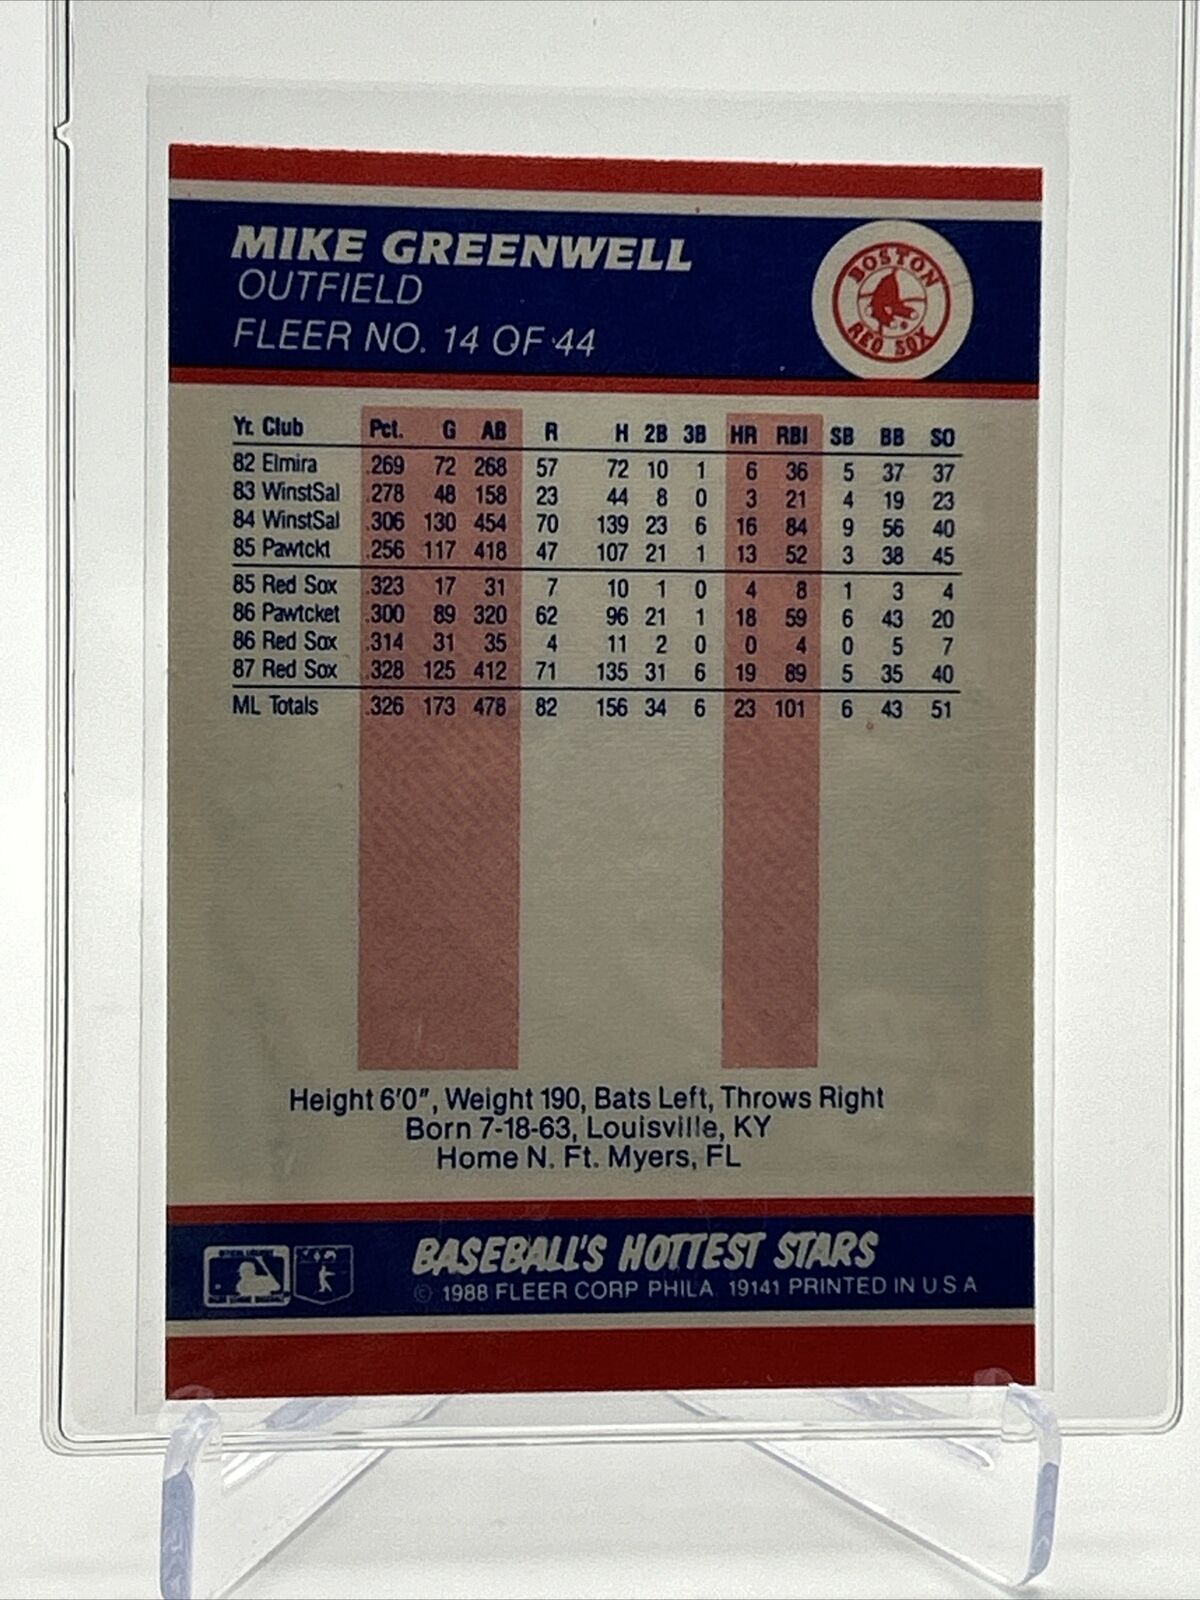 MIKE GREENWELL
OUTFIELD
FLEER NO. 14 OF 44
BOSTON
RED SOX
Yr. Club Pct. G AB R H 2B 3B HR RBI SB BB SO
82 Elmira .269 72 268 57 72 10 1 6 36 5 37 37
83 WinstSal .278 48 158 23 44 8 0 3 21 4 19 23
84 WinstSal .306 130 454 70 139 23 6 16 84 9 56 40
85 Pawtckt .256 117 418 47 107 21 1 13 52 3 38 45
85 Red Sox .323 17 31 7 10 1 0 4 8 1 3 4
86 Pawtcket .300 89 320 62 96 21 1 18 59 6 43 20
86 Red Sox .314 31 35 4 11 2 0 0 4 0 5 7
87 Red Sox .328 125 412 71 135 31 6 19 89 5 35 40
ML Totals .326 173 478 82 156 34 6 23 101 6 43 51
Height 6'0", Weight 190, Bats Left, Throws Right
Born 7-18-63, Louisville, KY
Home N. Ft. Myers, FL
BASEBALL'S HOTTEST STARS
© 1988 FLEER CORP PHILA. 19141 PRINTED IN U.S.A